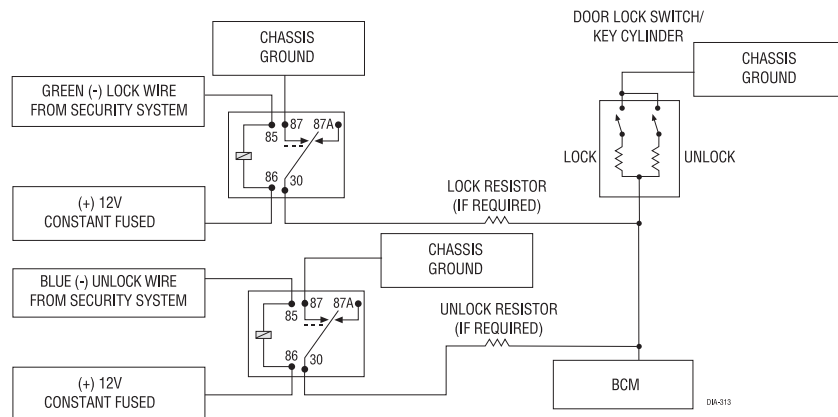 CHASSIS
GROUND
DOOR LOCK SWITCH/
KEY CYLINDER
CHASSIS
GROUND
GREEN (-) LOCK WIRE
FROM SECURITY SYSTEM
85
87
87A
86
30
LOCK
UNLOCK
(+) 12V
CONSTANT FUSED
LOCK RESISTOR
(IF REQUIRED)
CHASSIS
GROUND
BLUE (-) UNLOCK WIRE
FROM SECURITY SYSTEM
85
87
87A
86
30
UNLOCK RESISTOR
(IF REQUIRED)
(+) 12V
CONSTANT FUSED
BCM
DIA-313